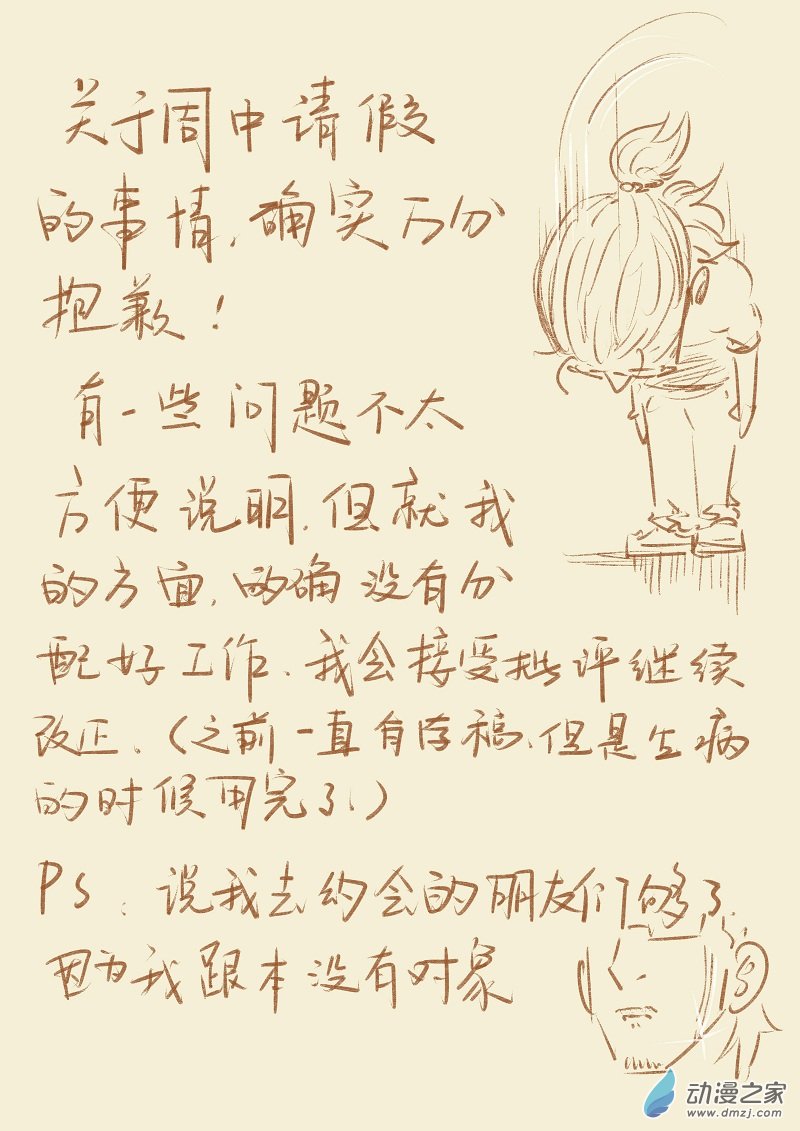 关于周中请假
的事情,确实万分
抱歉!
有一些问题不太
方便说明,但就我
的方面,的确没有分
配好工作、我会接受批评继续
改正、(之前一直有存稿、但是生病
的时候用完了、)
PS:说我去约会的朋友们够了
因为我跟本没有对象
动漫之家
www.dmzj.com